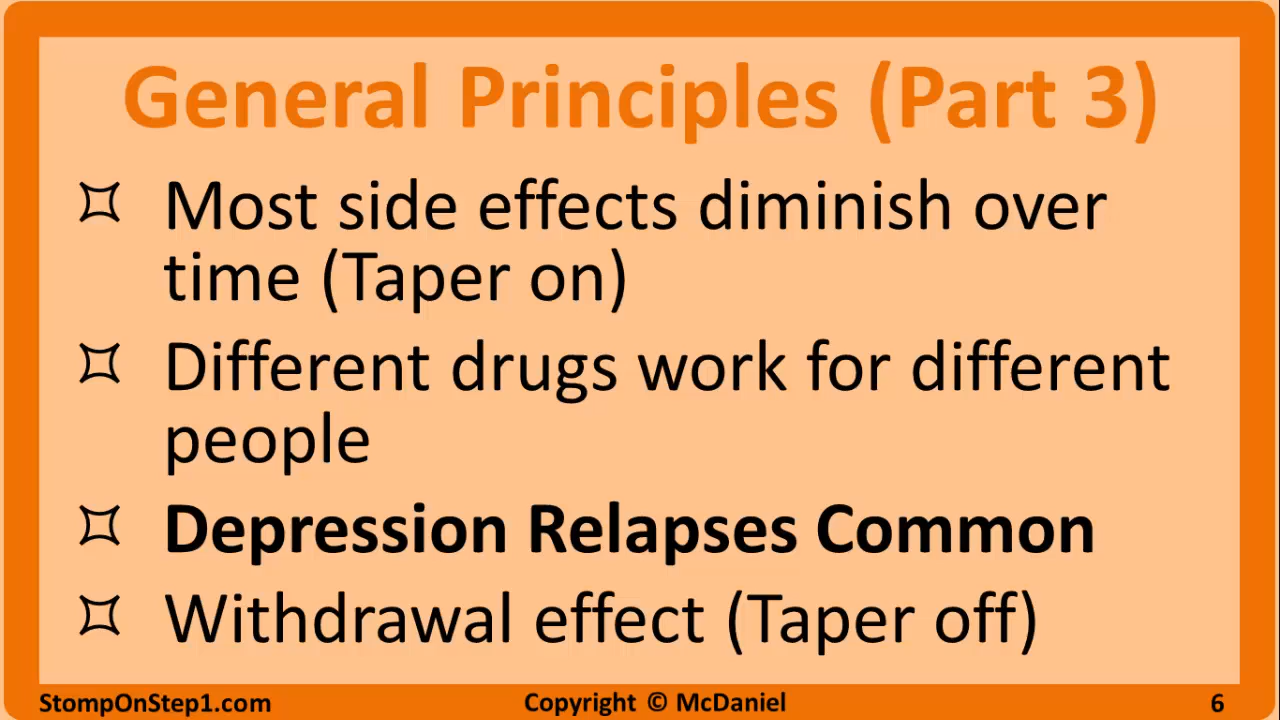 General Principles (Part 3)
Most side effects diminish over
time (Taper on)
Different drugs work for different
people
Depression Relapses Common
Withdrawal effect (Taper off)
StompOnStep1.com
Copyright © McDaniel
6